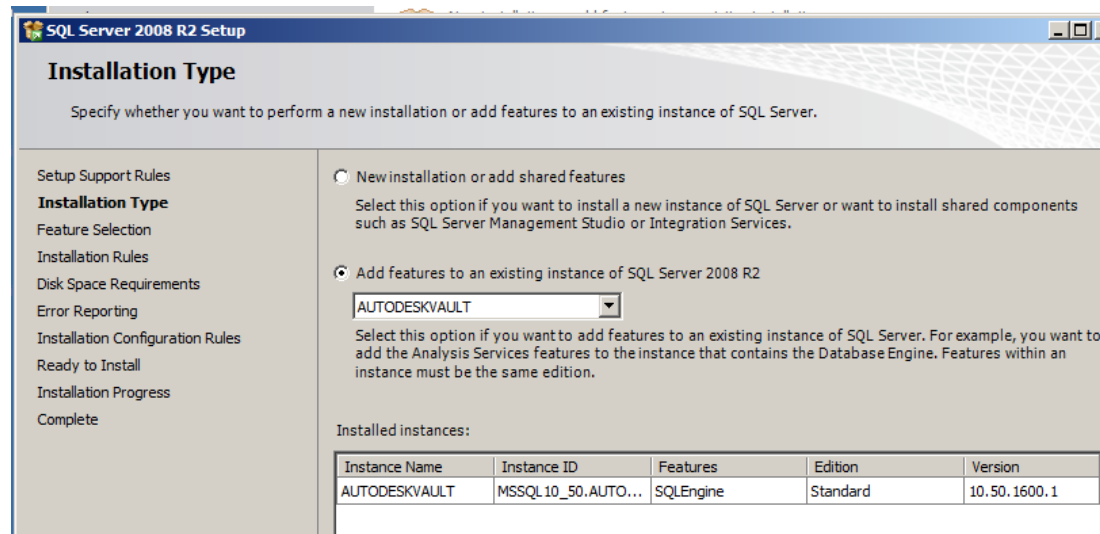 SQL Server 2008 R2 Setup
Installation Type
Specify whether you want to perform a new installation or add features to an existing instance of SQL Server.
Setup Support Rules
Installation Type
Feature Selection
Installation Rules
Disk Space Requirements
Error Reporting
Installation Configuration Rules
Ready to Install
Installation Progress
Complete
New installation or add shared features
Select this option if you want to install a new instance of SQL Server or want to install shared components
such as SQL Server Management Studio or Integration Services.
Add features to an existing instance of SQL Server 2008 R2
AUTODESKVAULT
Select this option if you want to add features to an existing instance of SQL Server. For example, you want to
add the Analysis Services features to the instance that contains the Database Engine. Features within an
instance must be the same edition.
Installed instances:
Instance Name Instance ID Features Edition Version
AUTODESKVAULT MSSQL10_50.AUTO... SQLEngine Standard 10.50.1600.1